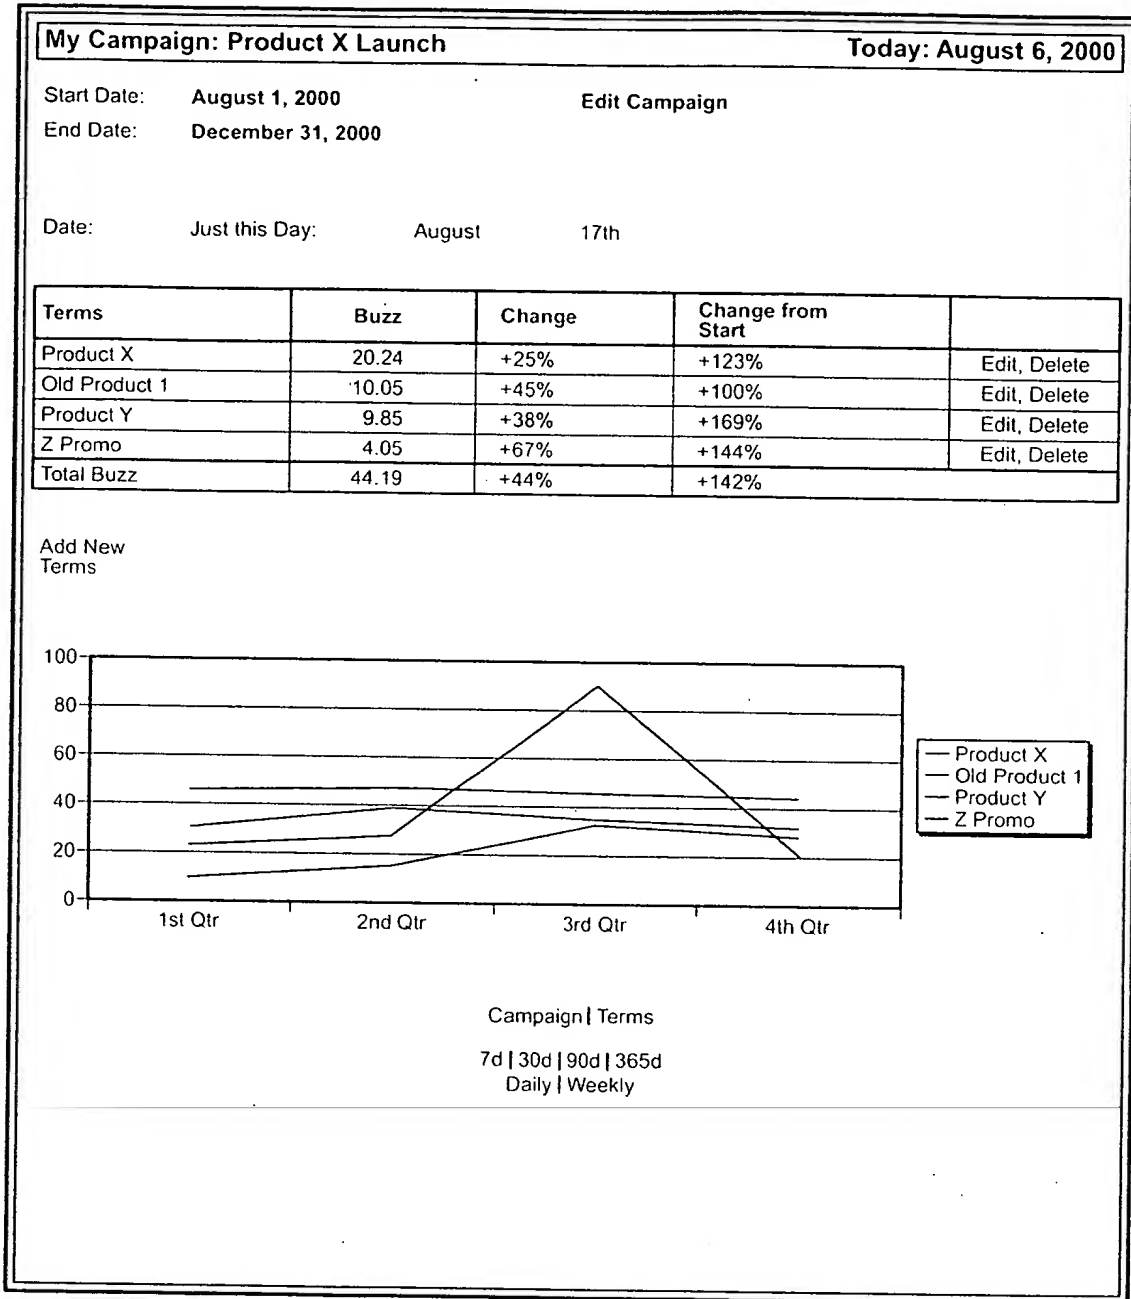 My Campaign: Product X Launch Today: August 6, 2000
Start Date: August 1, 2000 Edit Campaign
End Date: December 31, 2000
Date: Just this Day: August 17th
Terms Buzz Change Change from
Start
Product X 20.24 +25% +123% Edit, Delete
Old Product 1 10.05 +45% +100% Edit, Delete
Product Y 9.85 +38% +169% Edit, Delete
Z Promo 4.05 +67% +144% Edit, Delete
Total Buzz 44.19 +44% +142%
Add New
Terms
100
80
60
40
20
0
1st Qtr 2nd Qtr 3rd Qtr 4th Qtr
Product X
Old Product 1
Product Y
Z Promo
Campaign | Terms
7d | 30d | 90d | 365d
Daily | Weekly